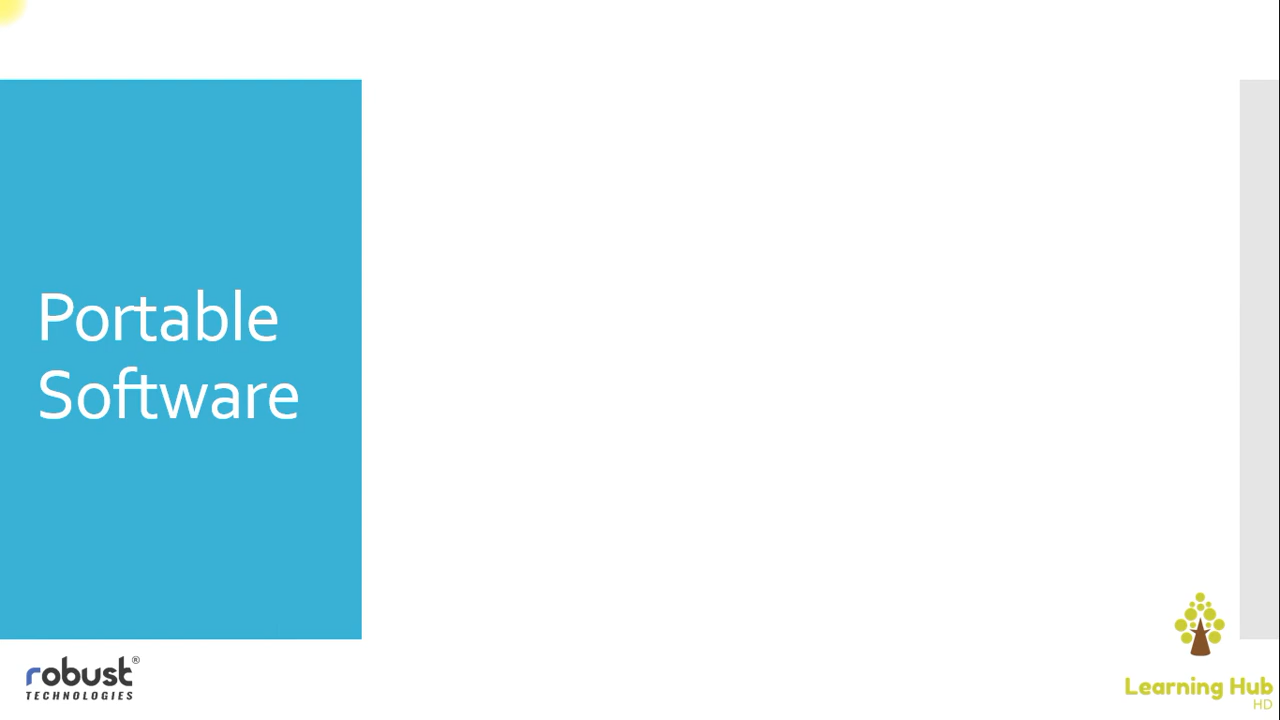 Portable
Software
robust®
TECHNOLOGIES
Learning Hub
HD